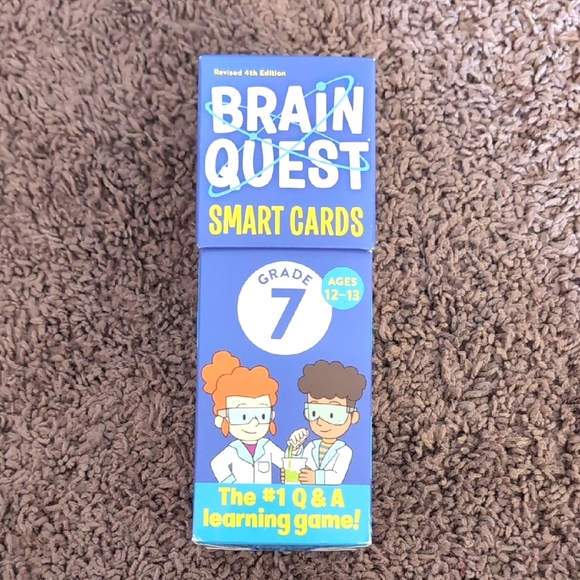 Revised 4th Edition
BRAIN
QUEST
SMART CARDS
GRADE
7
AGES
12–13
The #1 Q & A
learning game!